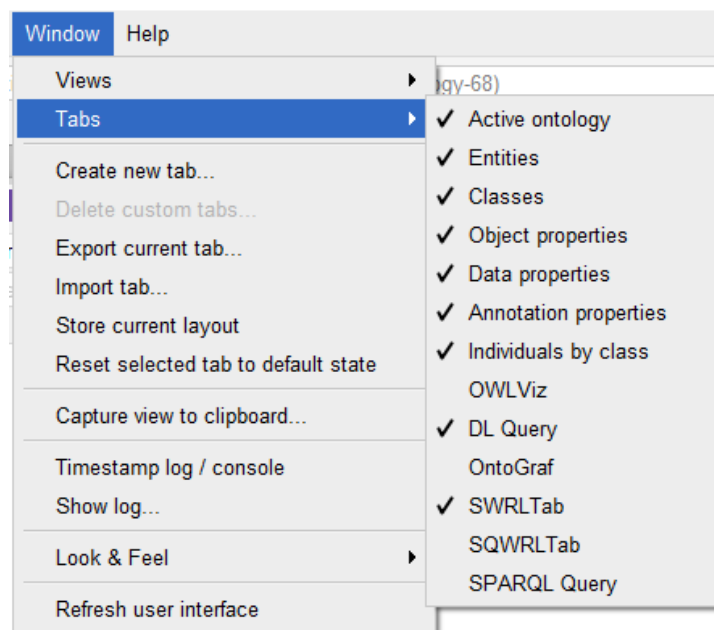 Window Help
Views
ogy-68)
Tabs
Create new tab...
Delete custom tabs...
Export current tab...
Import tab...
Store current layout
Reset selected tab to default state
Capture view to clipboard...
Timestamp log / console
Show log...
Look & Feel
Refresh user interface
Active ontology
Entities
Classes
Object properties
Data properties
Annotation properties
Individuals by class
OWLViz
DL Query
OntoGraf
SWRLTab
SQWRLTab
SPARQL Query